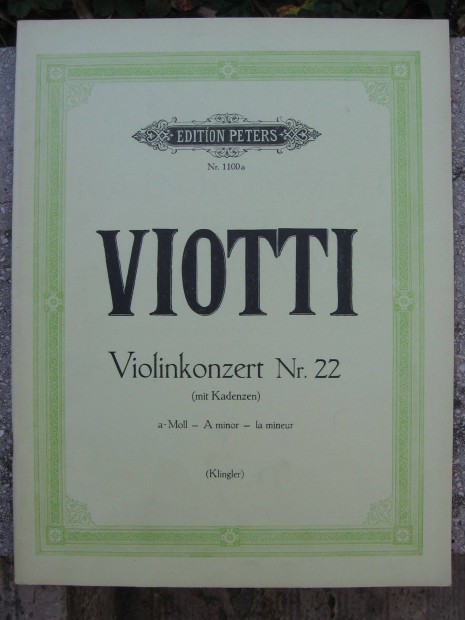 EDITION PETERS
Nr. 1100a
VIOTTI
Violinkonzert Nr. 22
(mit Kadenzen)
a-Moll – A minor – la mineur
(Klingler)